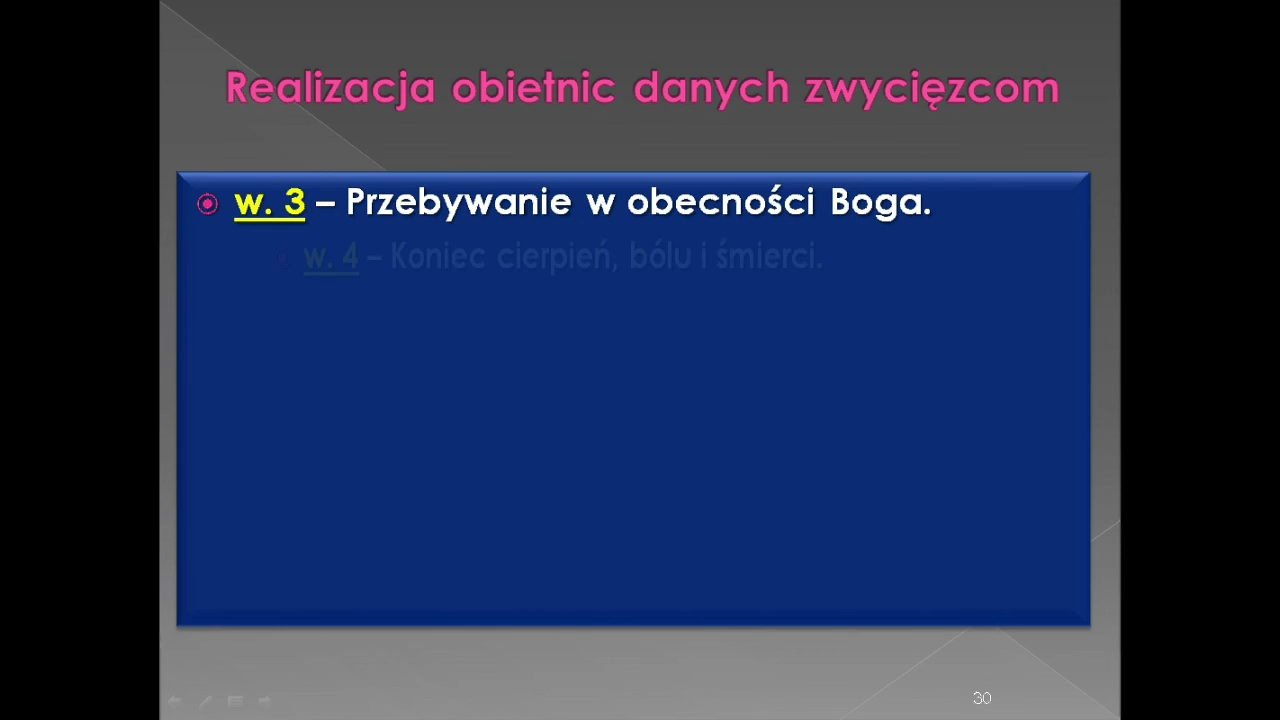 Realizacja obietnic danych zwycięzcom
w. 3 – Przebywanie w obecności Boga.
w. 4 – Koniec cierpień, bólu i śmierci.
30